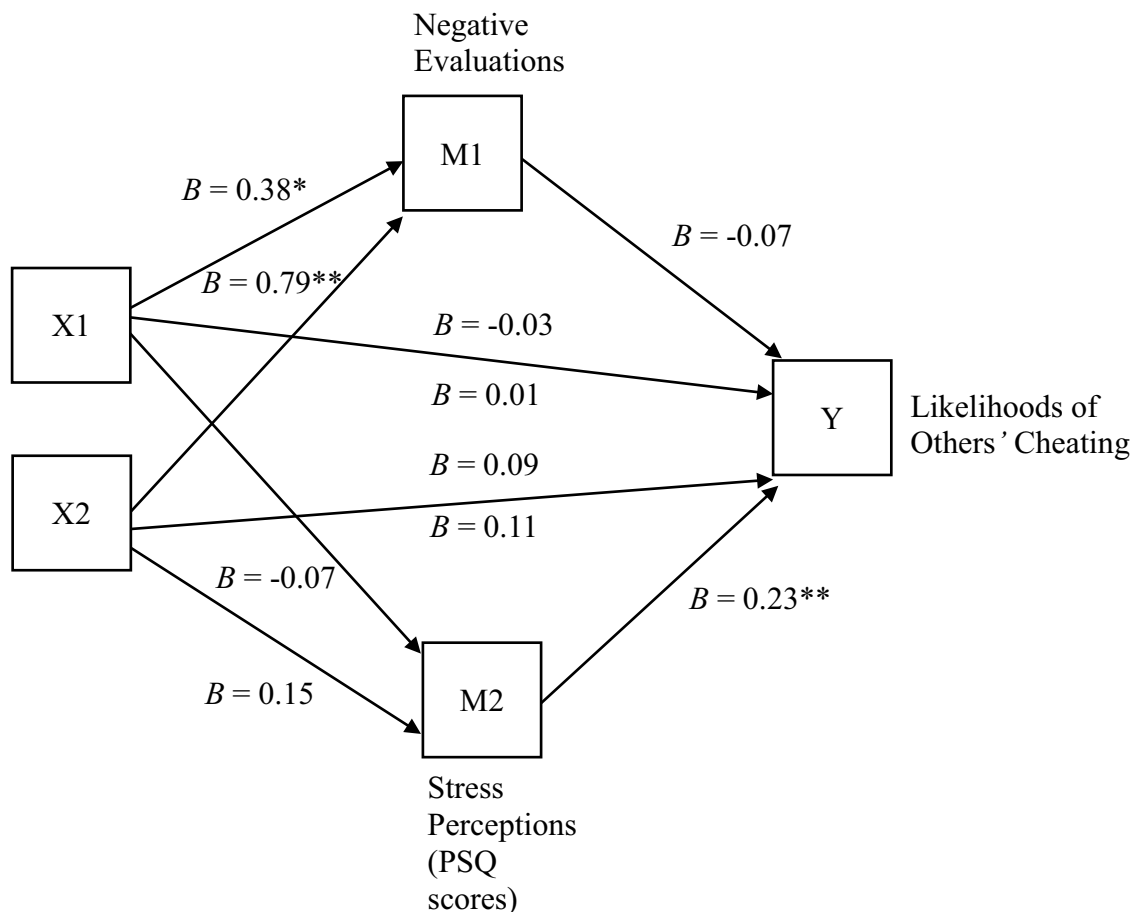 Negative
Evaluations
M1
B = 0.38*
B = -0.07
B = 0.79**
X1
B = -0.03
B = 0.01
Y
Likelihoods of
Others’ Cheating
B = 0.09
X2
B = 0.11
B = -0.07
B = 0.23**
B = 0.15
M2
Stress
Perceptions
(PSQ
scores)